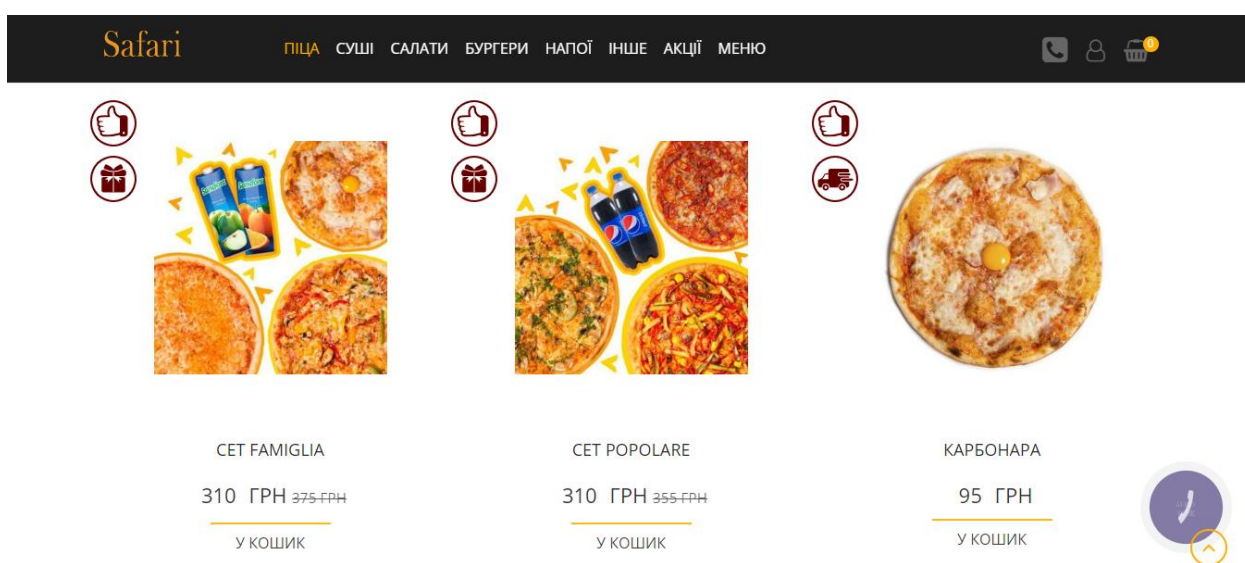 Safari
ПІЦА СУШІ САЛАТИ БУРГЕРИ НАПОЇ ІНШЕ АКЦІЇ МЕНЮ
0
СЕТ FAMIGLIA
310 ГРН 375 ГРН
У КОШИК
СЕТ POPOLARE
310 ГРН 355 ГРН
У КОШИК
КАРБОНАРА
95 ГРН
У КОШИК